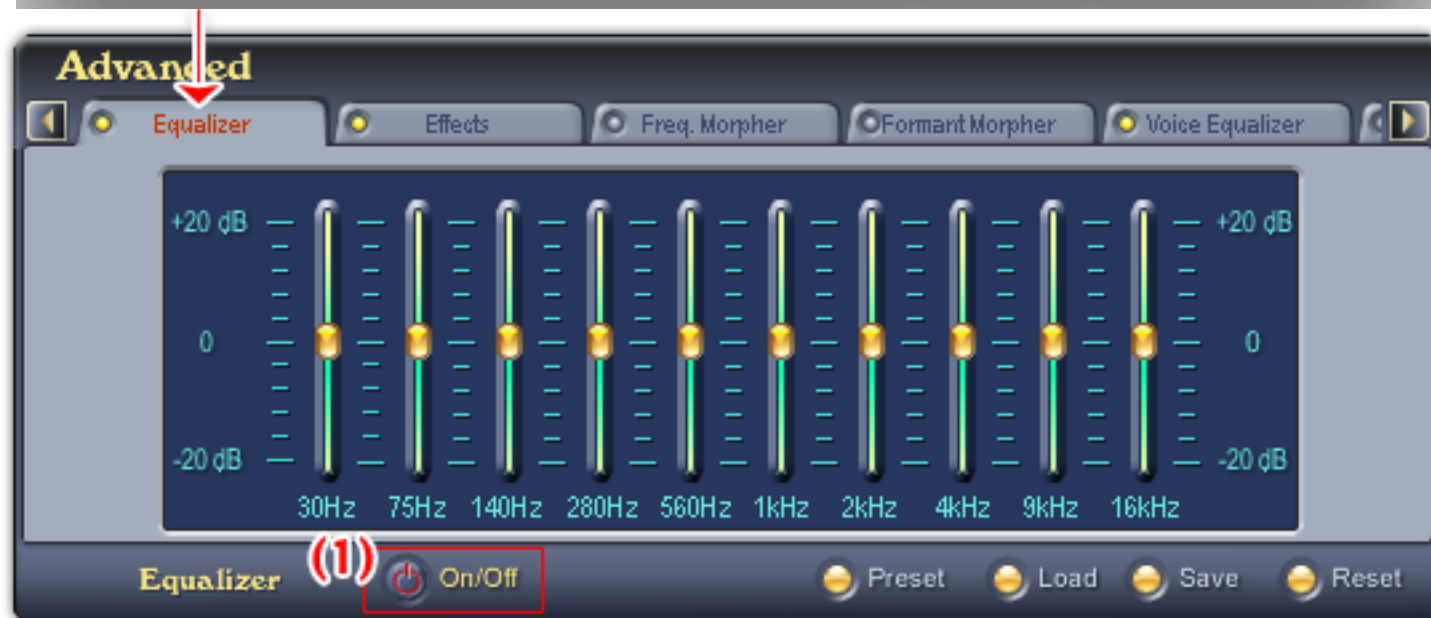 Advanced
Equalizer Effects Freq. Morpher Formant Morpher Voice Equalizer
+20 dB +20 dB
0 0
-20 dB -20 dB
30Hz 75Hz 140Hz 280Hz 560Hz 1kHz 2kHz 4kHz 9kHz 16kHz
Equalizer (1) On/Off Preset Load Save Reset